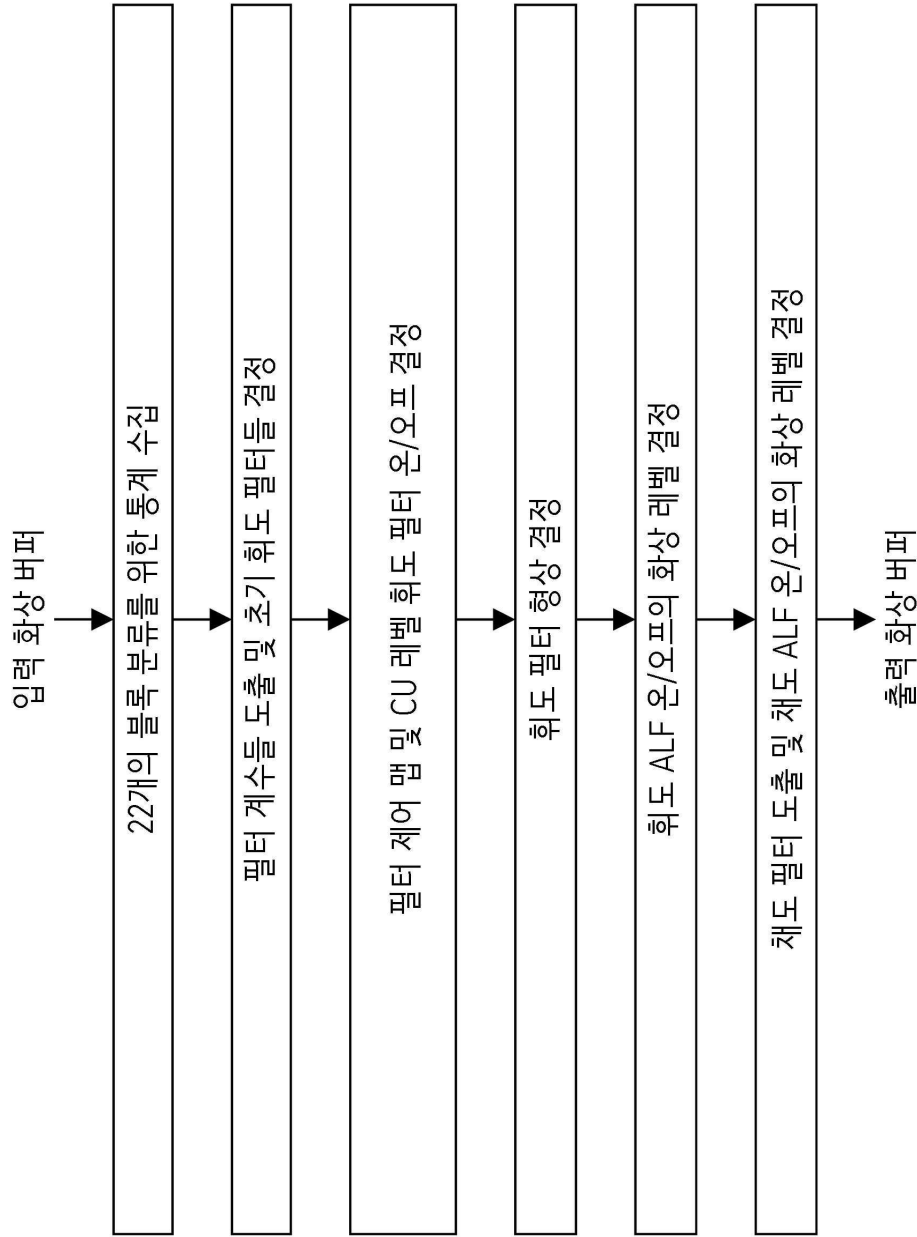 입력 화상 버퍼
22개의 블록 분류를 위한 통계 수집
필터 계수들 도출 및 초기 휘도 필터들 결정
필터 제어 맵 및 CU 레벨 휘도 필터 온/오프 결정
휘도 필터 형상 결정
휘도 ALF 온/오프의 화상 레벨 결정
채도 필터 도출 및 채도 ALF 온/오프의 화상 레벨 결정
출력 화상 버퍼